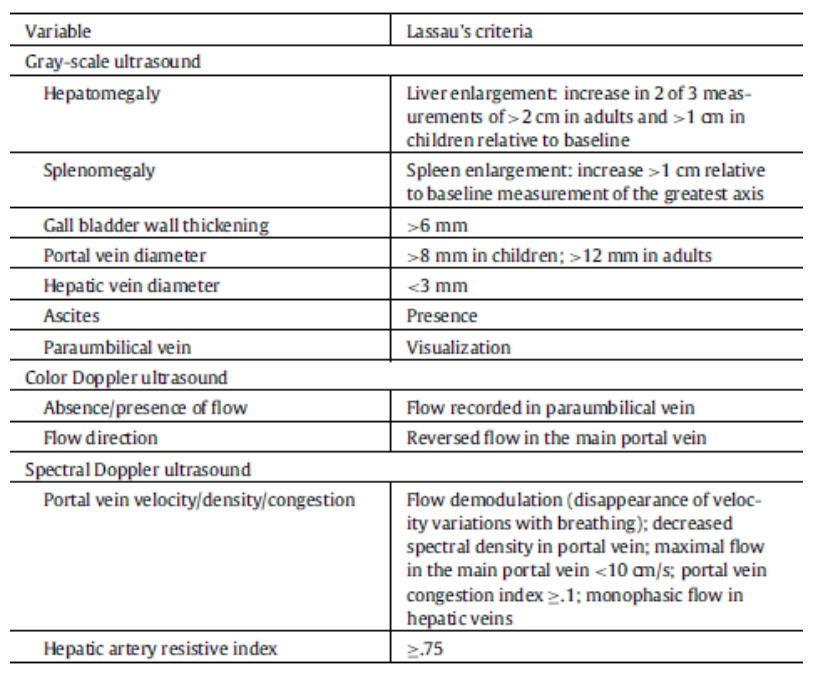 Variable Lassau's criteria
Gray-scale ultrasound
Hepatomegaly Liver enlargement: increase in 2 of 3 meas-
urements of >2 cm in adults and >1 cm in
children relative to baseline
Splenomegaly Spleen enlargement: increase >1 cm relative
to baseline measurement of the greatest axis
Gall bladder wall thickening >6 mm
Portal vein diameter >8 mm in children; >12 mm in adults
Hepatic vein diameter <3 mm
Ascites Presence
Paraumbilical vein Visualization
Color Doppler ultrasound
Absence/presence of flow Flow recorded in paraumbilical vein
Flow direction Reversed flow in the main portal vein
Spectral Doppler ultrasound
Portal vein velocity/density/congestion Flow demodulation (disappearance of veloc-
ity variations with breathing); decreased
spectral density in portal vein; maximal flow
in the main portal vein <10 cm/s; portal vein
congestion index ≥.1; monophasic flow in
hepatic veins
Hepatic artery resistive index ≥.75